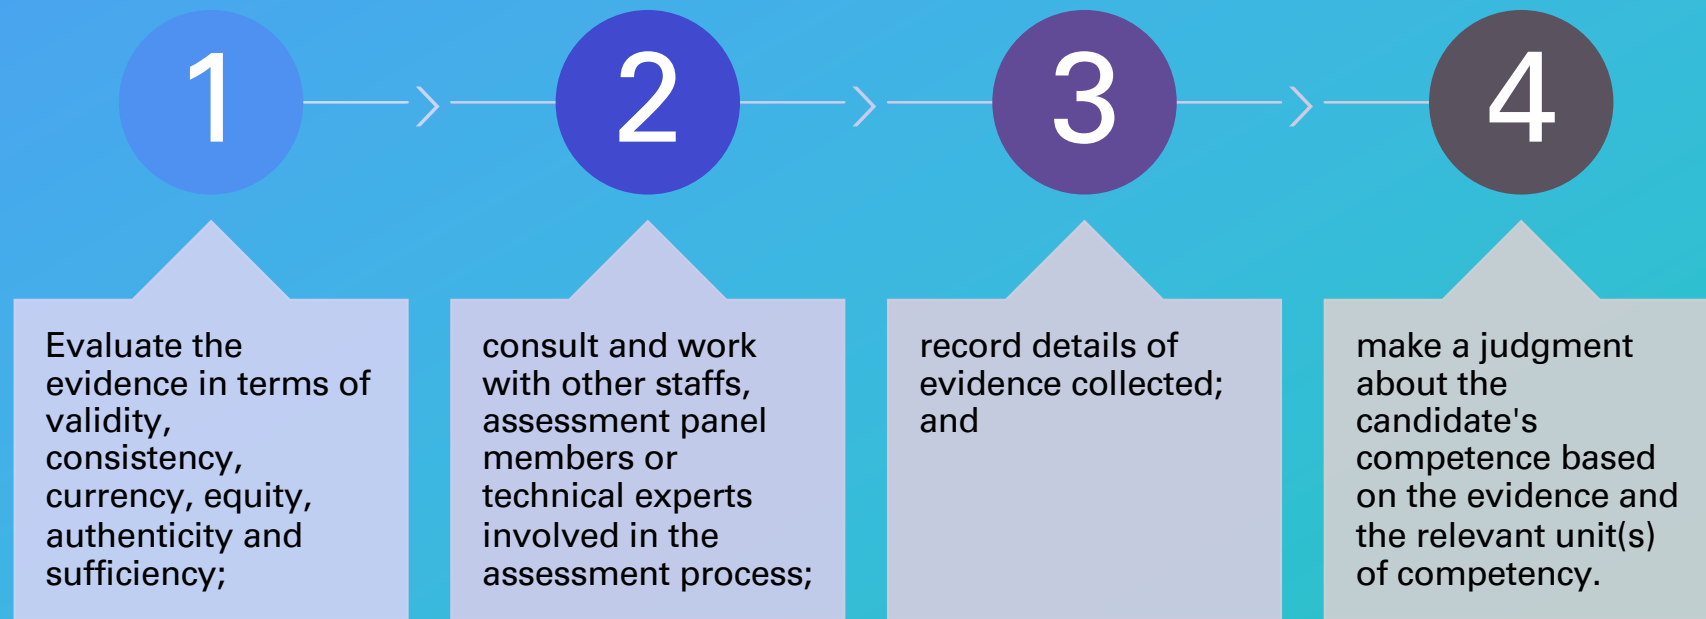 1
Evaluate the
evidence in terms of
validity,
consistency,
currency, equity,
authenticity and
sufficiency;
2
consult and work
with other staffs,
assessment panel
members or
technical experts
involved in the
assessment process;
3
record details of
evidence collected;
and
4
make a judgment
about the
candidate's
competence based
on the evidence and
the relevant unit(s)
of competency.